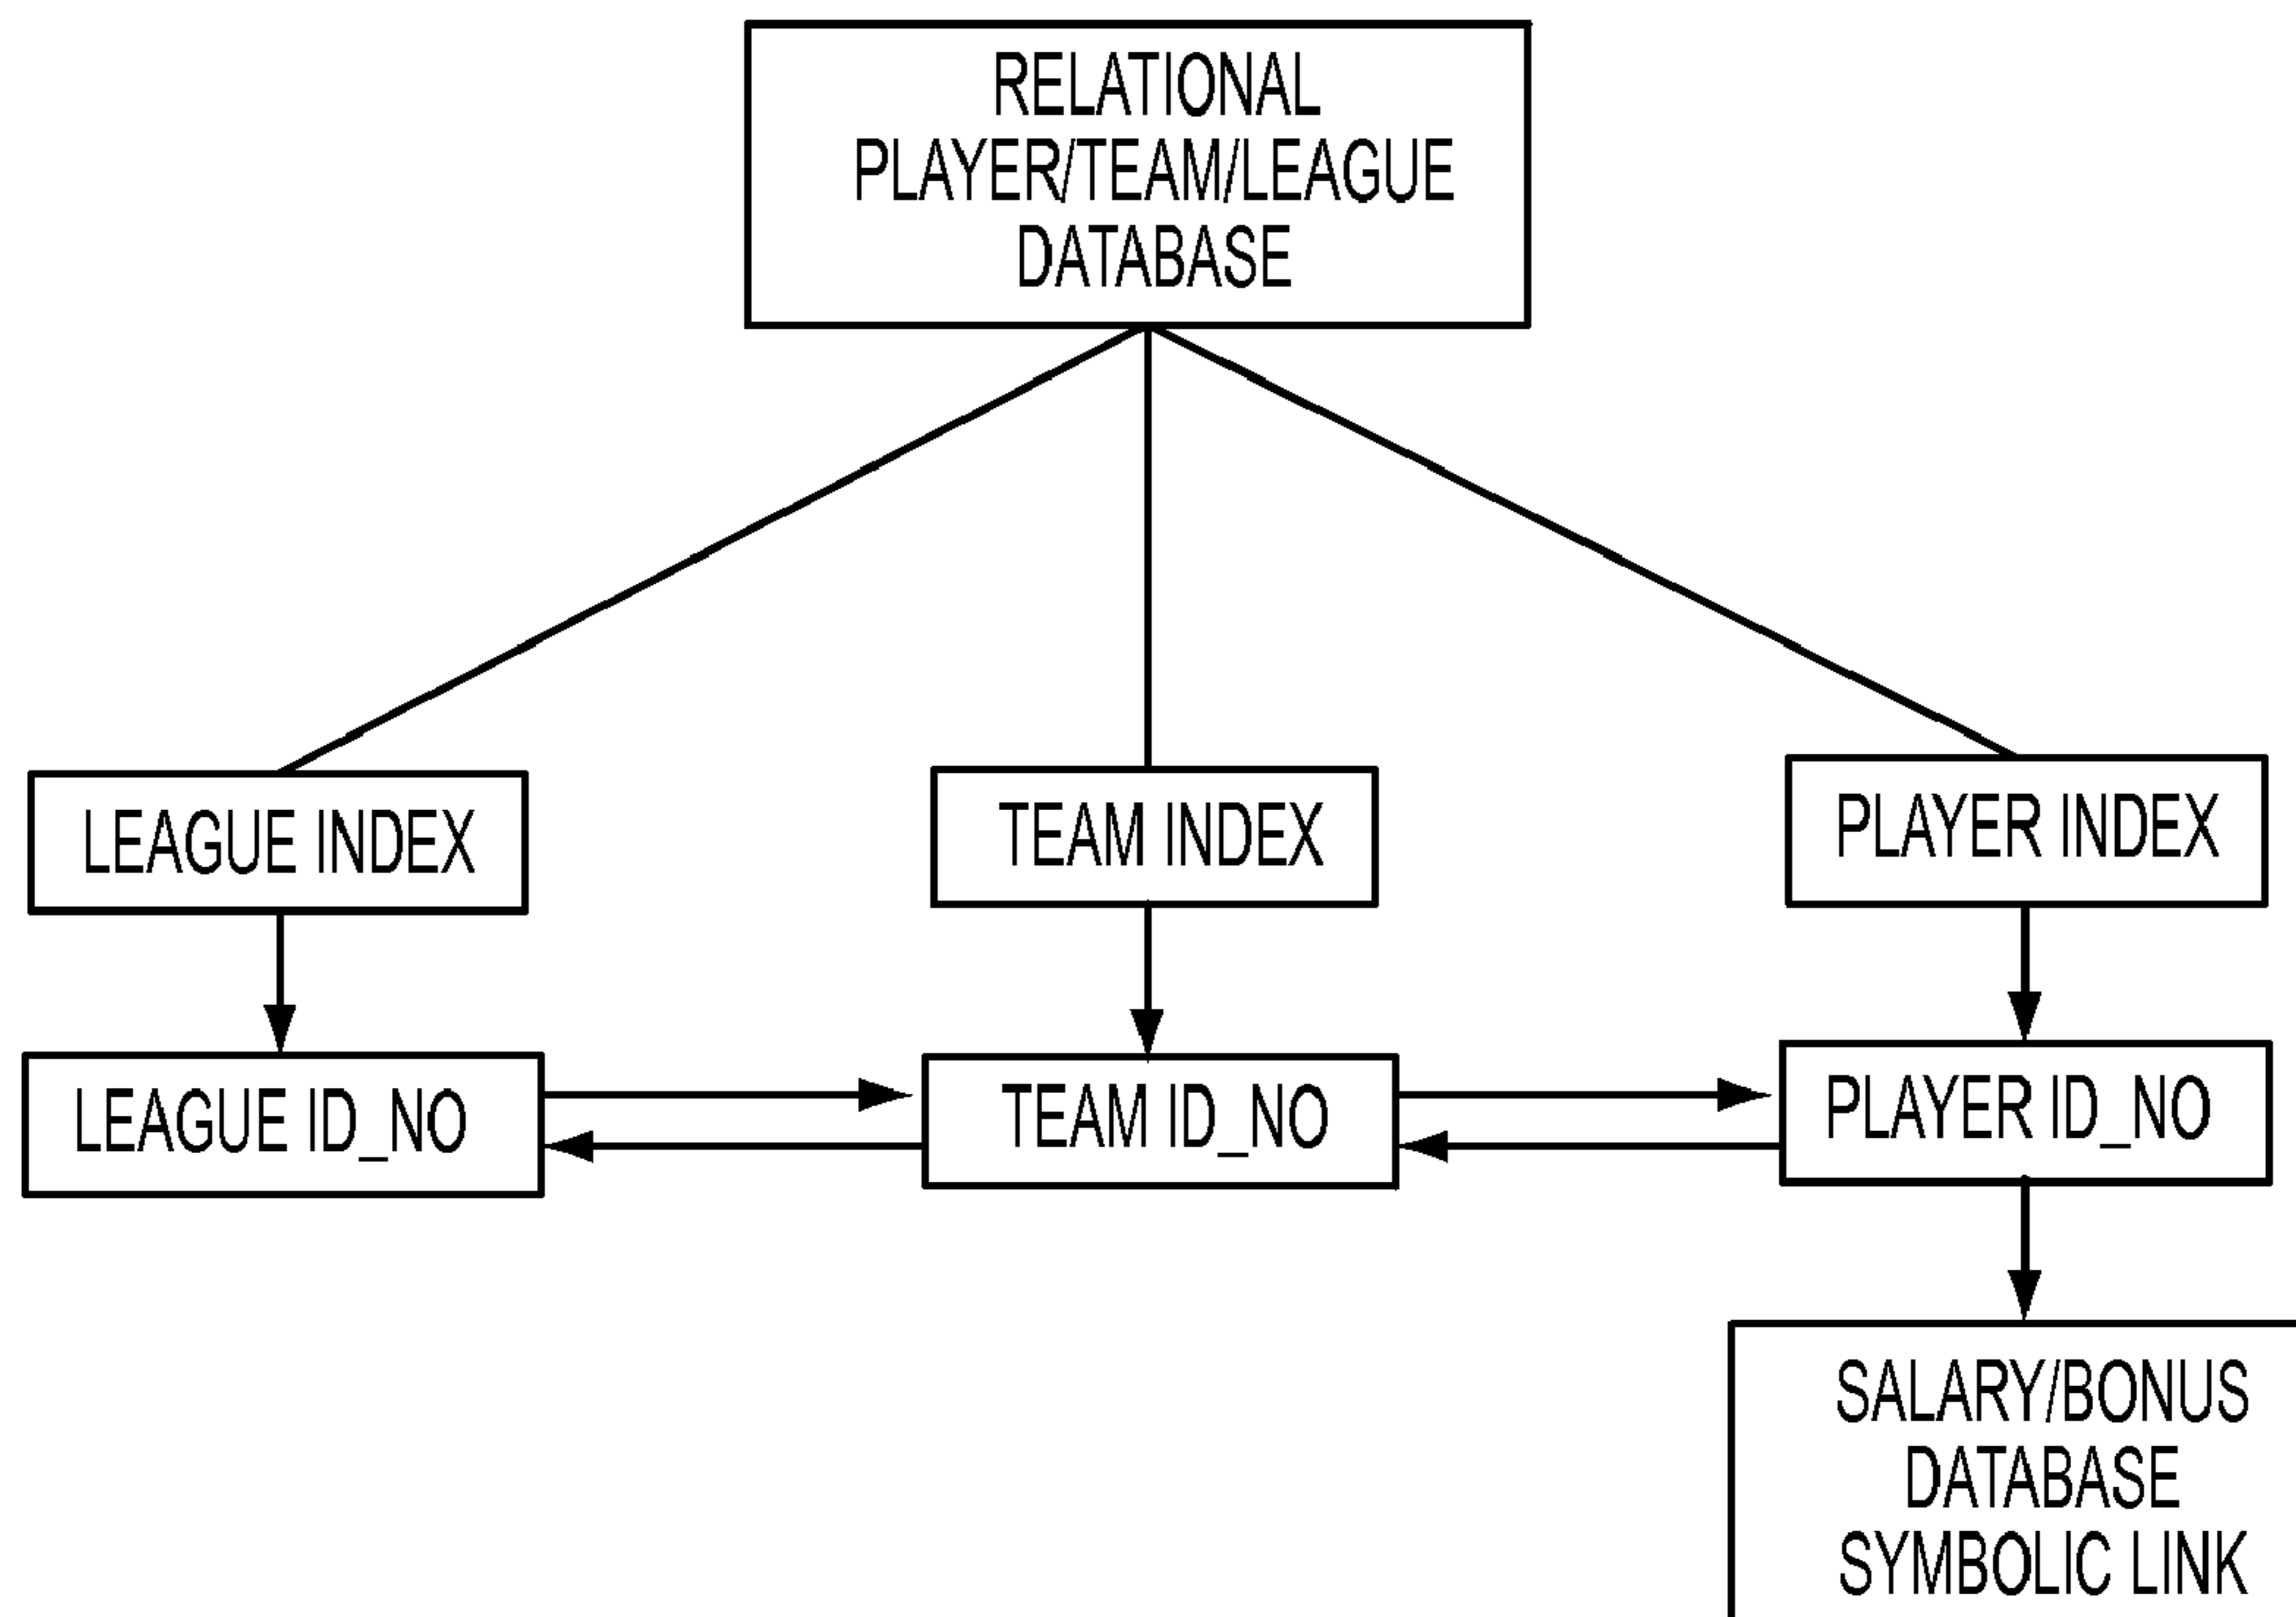 RELATIONAL
PLAYER/TEAM/LEAGUE
DATABASE
LEAGUE INDEX
TEAM INDEX
PLAYER INDEX
LEAGUE ID_NO
TEAM ID_NO
PLAYER ID_NO
SALARY/BONUS
DATABASE
SYMBOLIC LINK